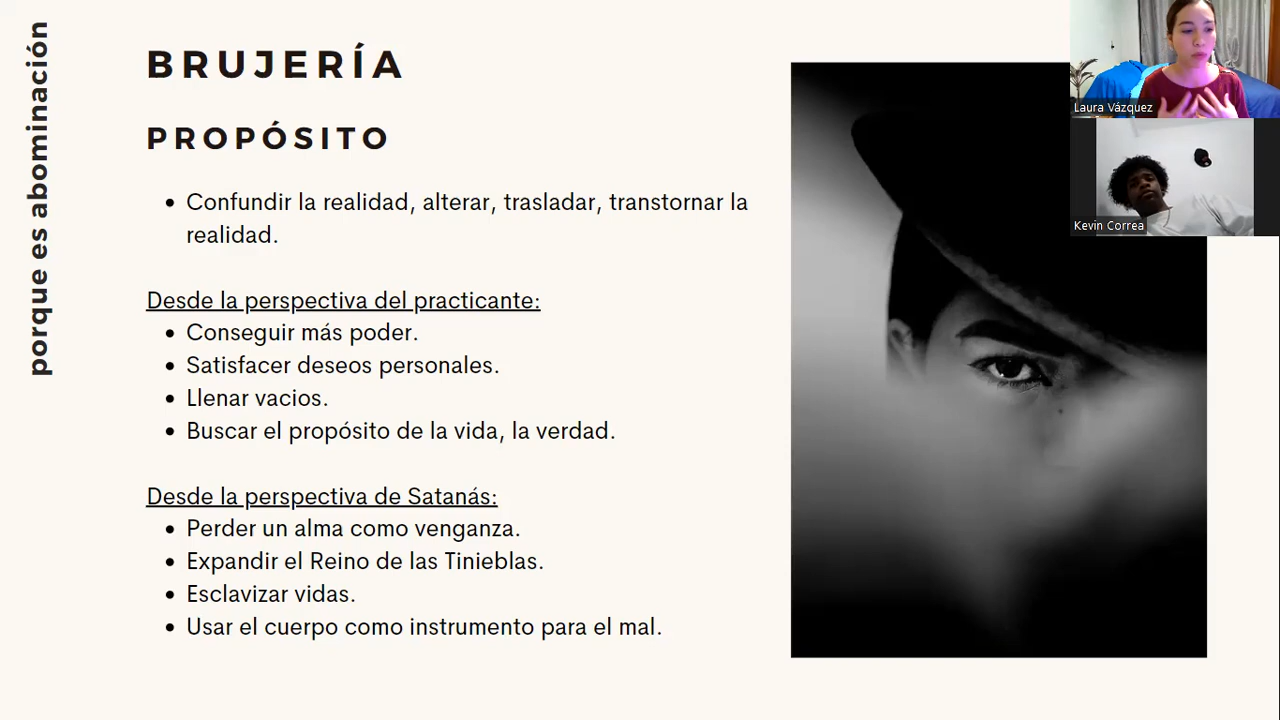 porque es abominación
BRUJERÍA
PROPÓSITO
• Confundir la realidad, alterar, trasladar, transtornar la
realidad.
Desde la perspectiva del practicante:
• Conseguir más poder.
• Satisfacer deseos personales.
• Llenar vacios.
• Buscar el propósito de la vida, la verdad.
Desde la perspectiva de Satanás:
• Perder un alma como venganza.
• Expandir el Reino de las Tinieblas.
• Esclavizar vidas.
• Usar el cuerpo como instrumento para el mal.
Laura Vázquez
Kevin Correa